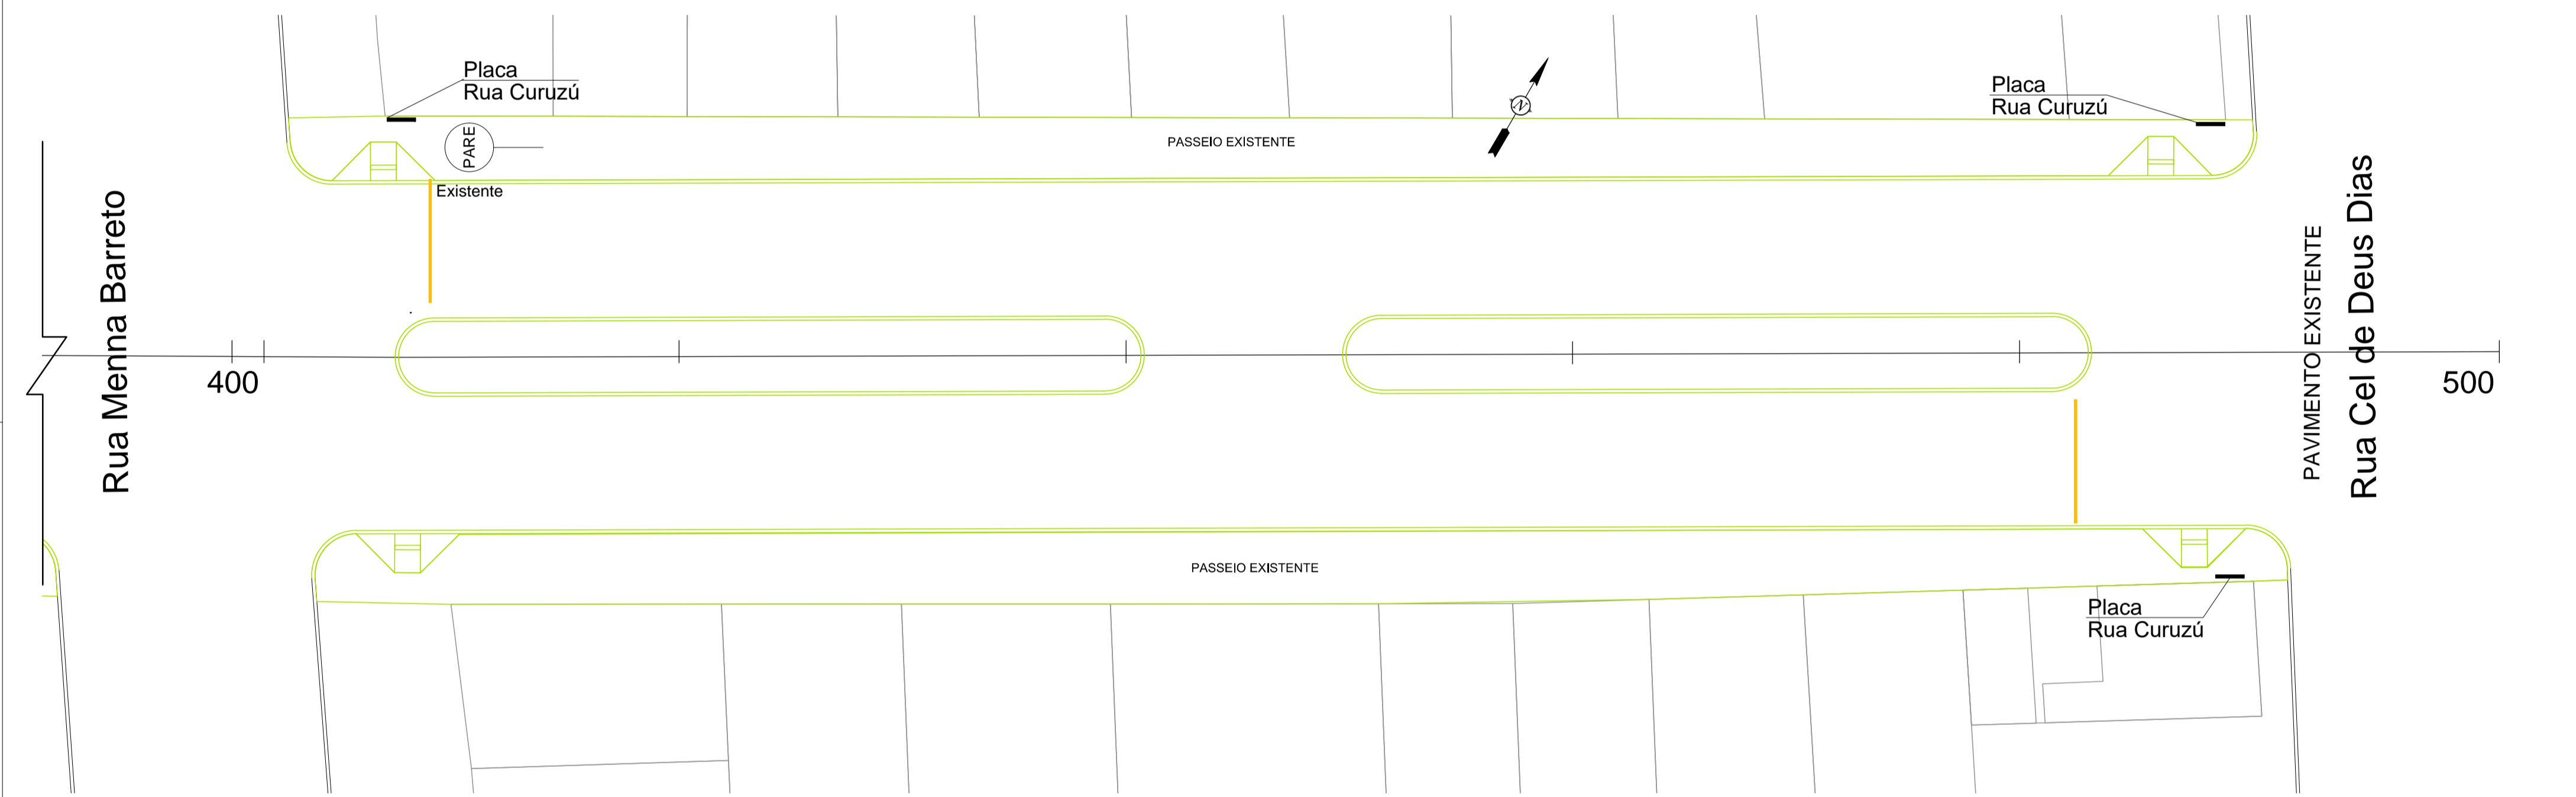 Placa
Rua Curuzú
PARE
Existente
PASSEIO EXISTENTE
N
Placa
Rua Curuzú
Rua Menna Barreto
400
PAVIMENTO EXISTENTE
Rua Cel de Deus Dias
500
PASSEIO EXISTENTE
Placa
Rua Curuzú